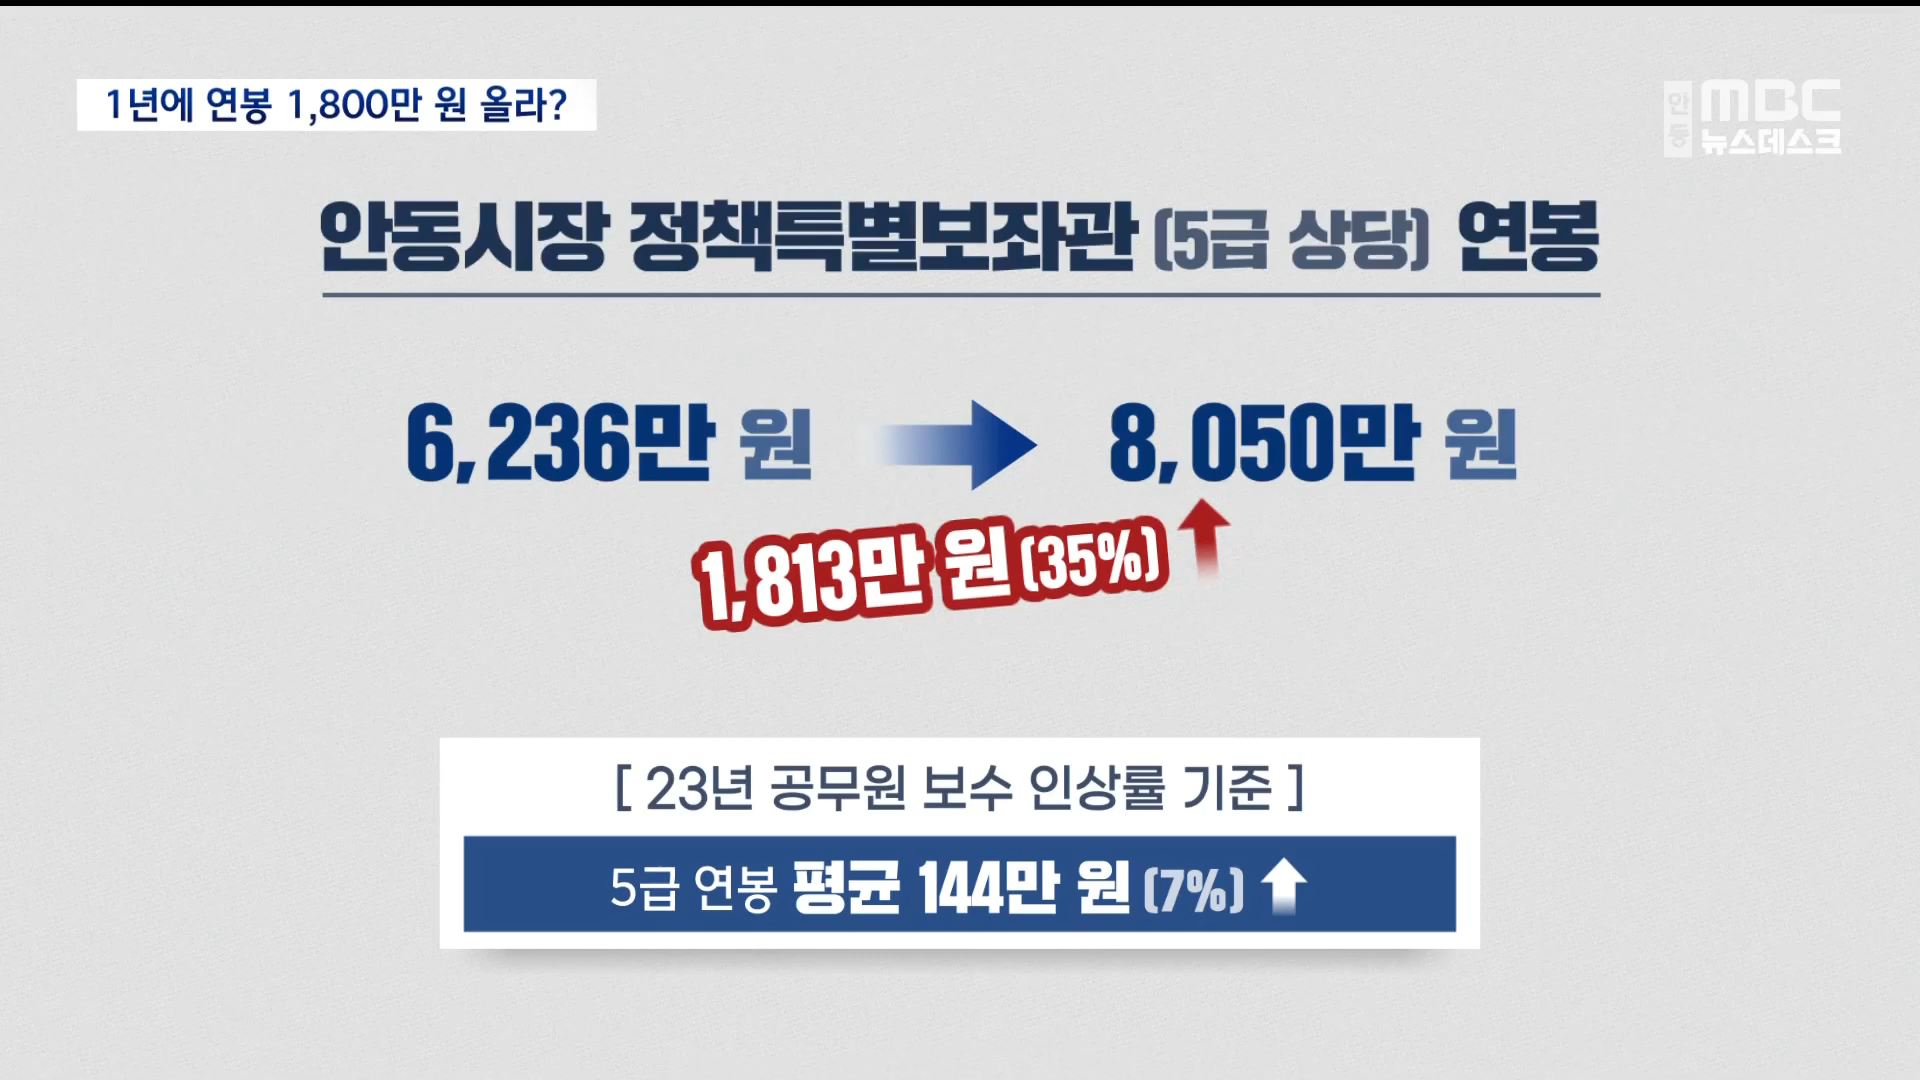 1년에 연봉 1,800만 원 올라?
안동 MBC
뉴스데스크
안동시장 정책특별보좌관 (5급 상당) 연봉
6,236만 원 8,050만 원
1,813만 원 (35%)
[ 23년 공무원 보수 인상률 기준 ]
5급 연봉 평균 144만 원 (7%)